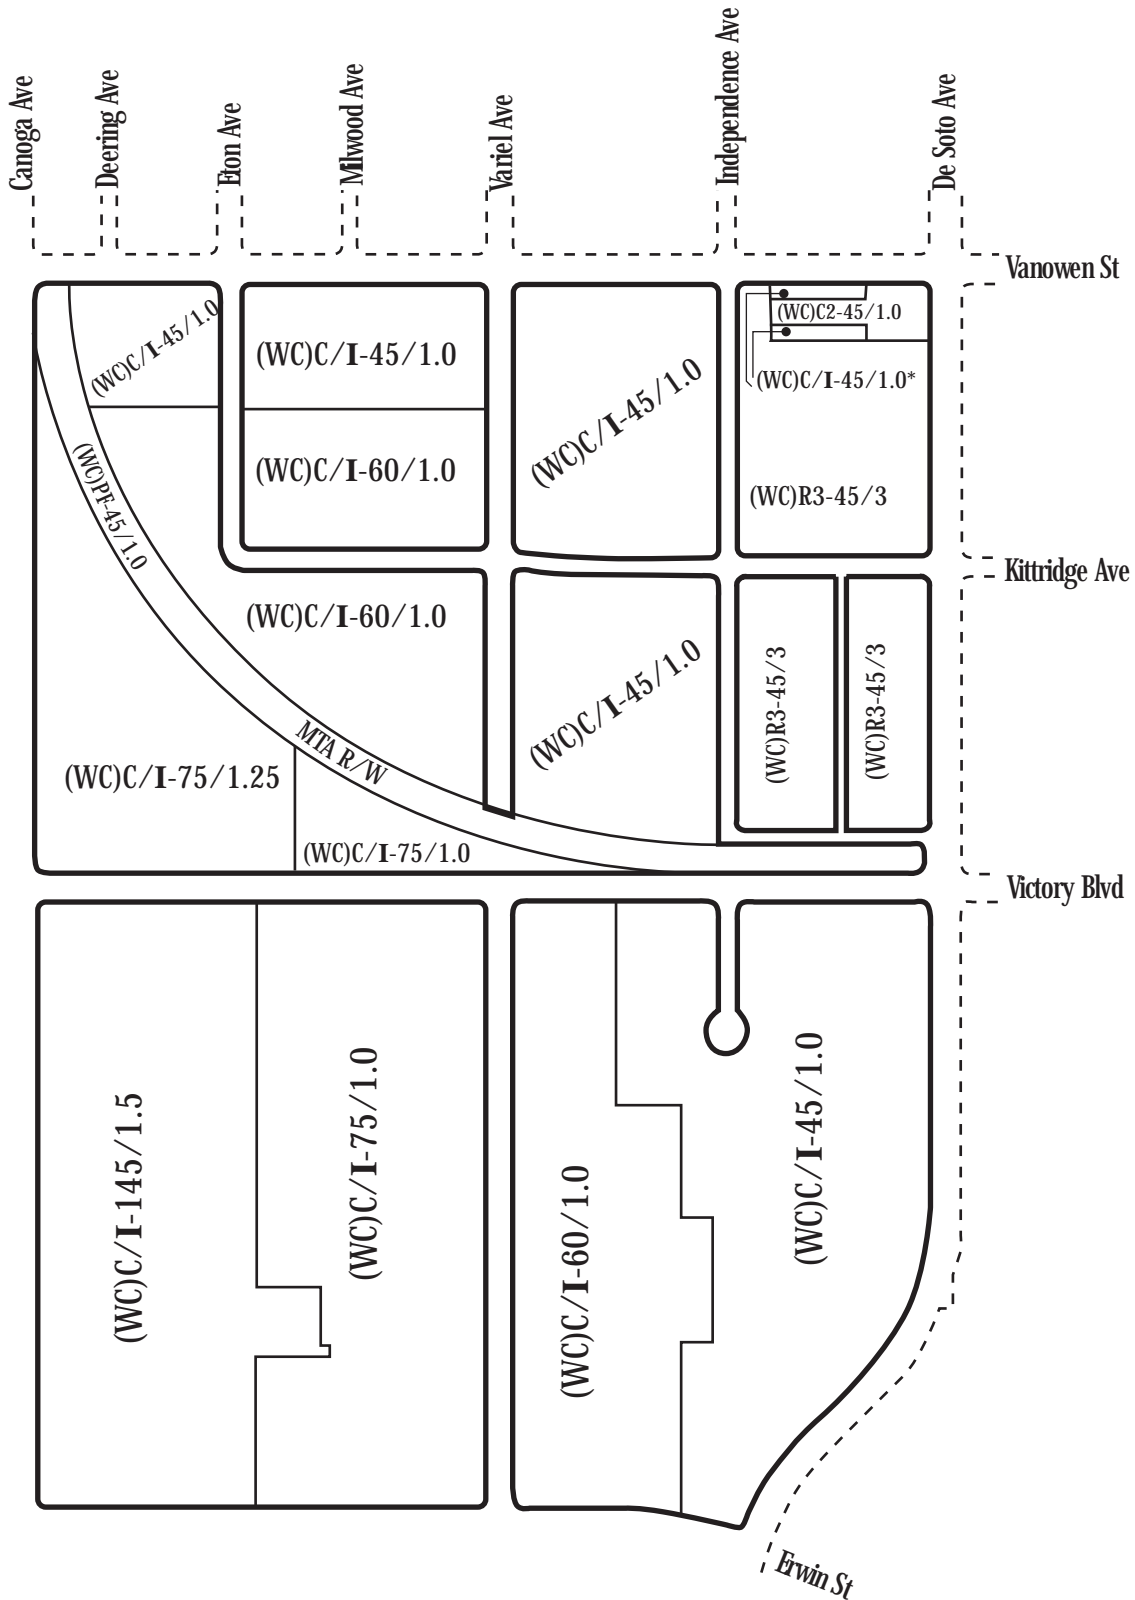 Canoga Ave
Deering Ave
Eton Ave
Milwood Ave
Variel Ave
Independence Ave
De Soto Ave
Vanowen St
(WC)C/I-45/1.0
(WC)C/I-45/1.0
(WC)C/I-60/1.0
(WC)C/I-45/1.0
(WC)C2-45/1.0
(WC)C/I-45/1.0*
(WC)R3-45/3
(WC)PF-45/1.0
Kittridge Ave
(WC)C/I-60/1.0
(WC)C/I-45/1.0
(WC)R3-45/3
(WC)R3-45/3
MTA R/W
(WC)C/I-75/1.25
(WC)C/I-75/1.0
Victory Blvd
(WC)C/I-145/1.5
(WC)C/I-75/1.0
(WC)C/I-60/1.0
(WC)C/I-45/1.0
Erwin St